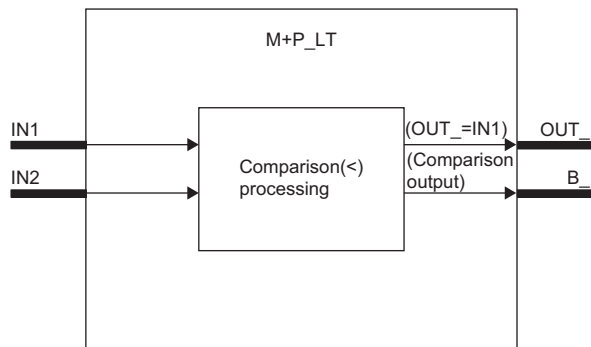 M+P_LT
IN1
(OUT_=IN1)
OUT_
IN2
Comparison(<)
processing
(Comparison
output)
B_